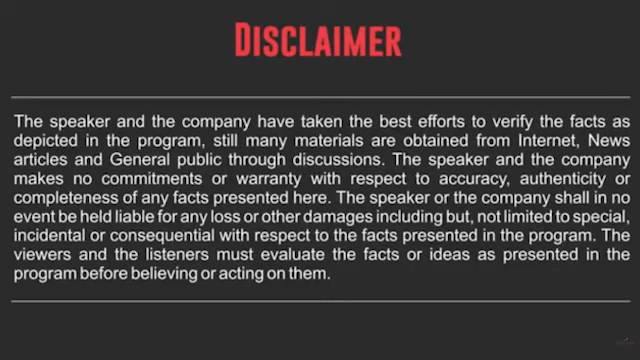 DISCLAIMER
The speaker and the company have taken the best efforts to verify the facts as
depicted in the program, still many materials are obtained from Internet, News
articles and General public through discussions. The speaker and the company
makes no commitments or warranty with respect to accuracy, authenticity or
completeness of any facts presented here. The speaker or the company shall in no
event be held liable for any loss or other damages including but, not limited to special,
incidental or consequential with respect to the facts presented in the program. The
viewers and the listeners must evaluate the facts or ideas as presented in the
program before believing or acting on them.